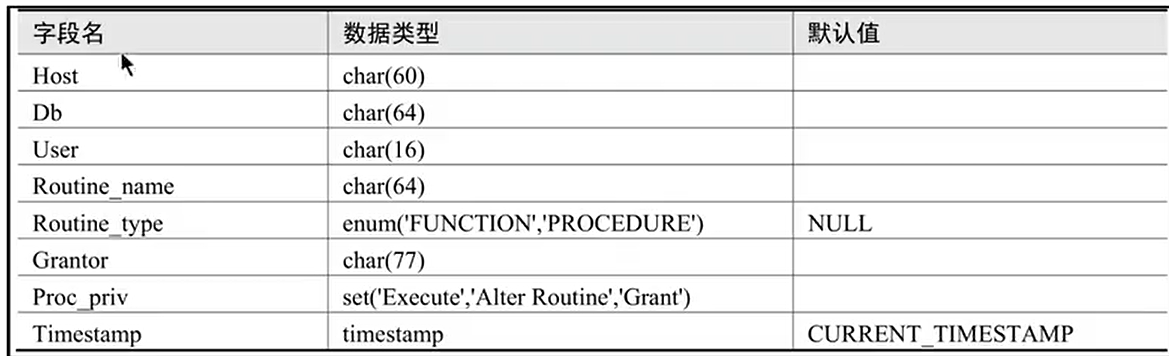 字段名 数据类型 默认值
Host char(60)
Db char(64)
User char(16)
Routine_name char(64)
Routine_type enum('FUNCTION','PROCEDURE') NULL
Grantor char(77)
Proc_priv set('Execute','Alter Routine','Grant')
Timestamp timestamp CURRENT_TIMESTAMP